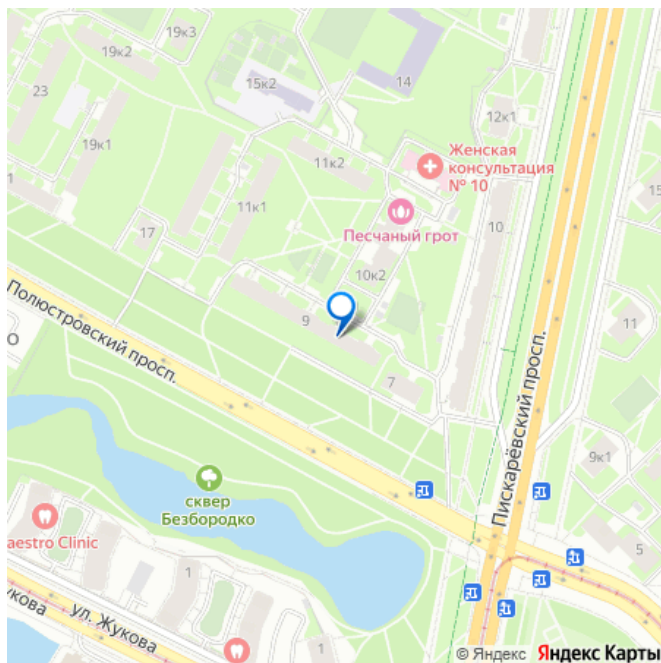 19к3
19к2
15к2
14
23
12к1
19к1
Женская
консультация
№ 10
11к2
15
1
11к1
Песчаный грот
10
17
10к2
Полюстровский просп.
9
11
О
7
Пискарёвский просп.
9к1
сквер
Безбородко
aestro Clinic
5
1
укова
ул. Жукова
1
© Яндекс Яндекс Карты